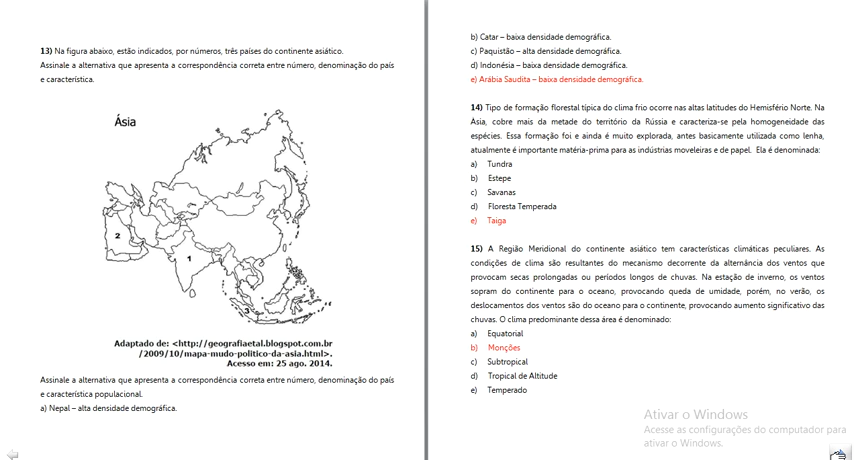 13) Na figura abaixo, estão indicados, por números, três países do continente asiático.
Assinale a alternativa que apresenta a correspondência correta entre número, denominação do país
e característica.
Ásia
2
1
3
Adaptado de: <http://geografiaetal.blogspot.com.br
/2009/10/mapa-mudo-politico-da-asia.html>.
Acesso em: 25 ago. 2014.
Assinale a alternativa que apresenta a correspondência correta entre número, denominação do país
e característica populacional.
a) Nepal – alta densidade demográfica.
b) Catar – baixa densidade demográfica.
c) Paquistão – alta densidade demográfica.
d) Indonésia – baixa densidade demográfica.
e) Arábia Saudita – baixa densidade demográfica.
14) Tipo de formação florestal típica do clima frio ocorre nas altas latitudes do Hemisfério Norte. Na
Ásia, cobre mais da metade do território da Rússia e caracteriza-se pela homogeneidade das
espécies. Essa formação foi e ainda é muito explorada, antes basicamente utilizada como lenha,
atualmente é importante matéria-prima para as indústrias moveleiras e de papel. Ela é denominada:
a) Tundra
b) Estepe
c) Savanas
d) Floresta Temperada
e) Taiga
15) A Região Meridional do continente asiático tem características climáticas peculiares. As
condições de clima são resultantes do mecanismo decorrente da alternância dos ventos que
provocam secas prolongadas ou períodos longos de chuvas. Na estação de inverno, os ventos
sopram do continente para o oceano, provocando queda de umidade, porém, no verão, os
deslocamentos dos ventos são do oceano para o continente, provocando aumento significativo das
chuvas. O clima predominante dessa área é denominado:
a) Equatorial
b) Monções
c) Subtropical
d) Tropical de Altitude
e) Temperado
Ativar o Windows
Acesse as configurações do computador para
ativar o Windows.